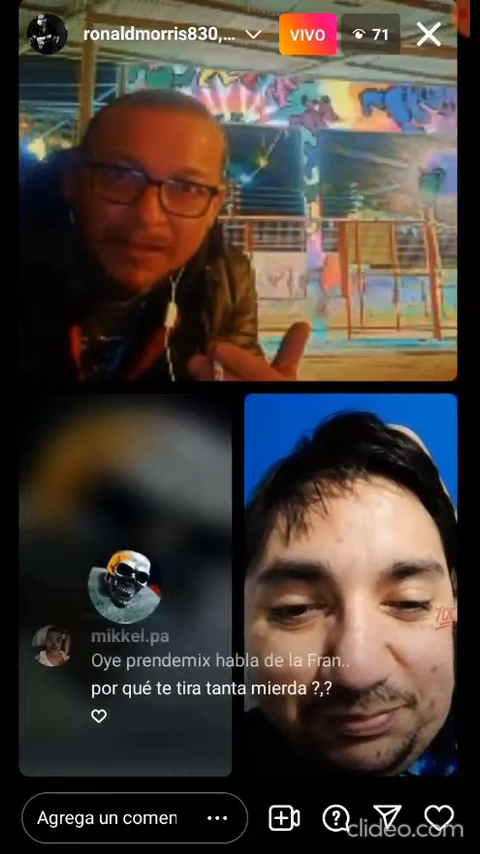 ronaldmorris830,...
VIVO
71
mikkel.pa
Oye prendemix habla de la Fran..
por qué te tira tanta mierda ?,?
Agrega un comen
clideo.com